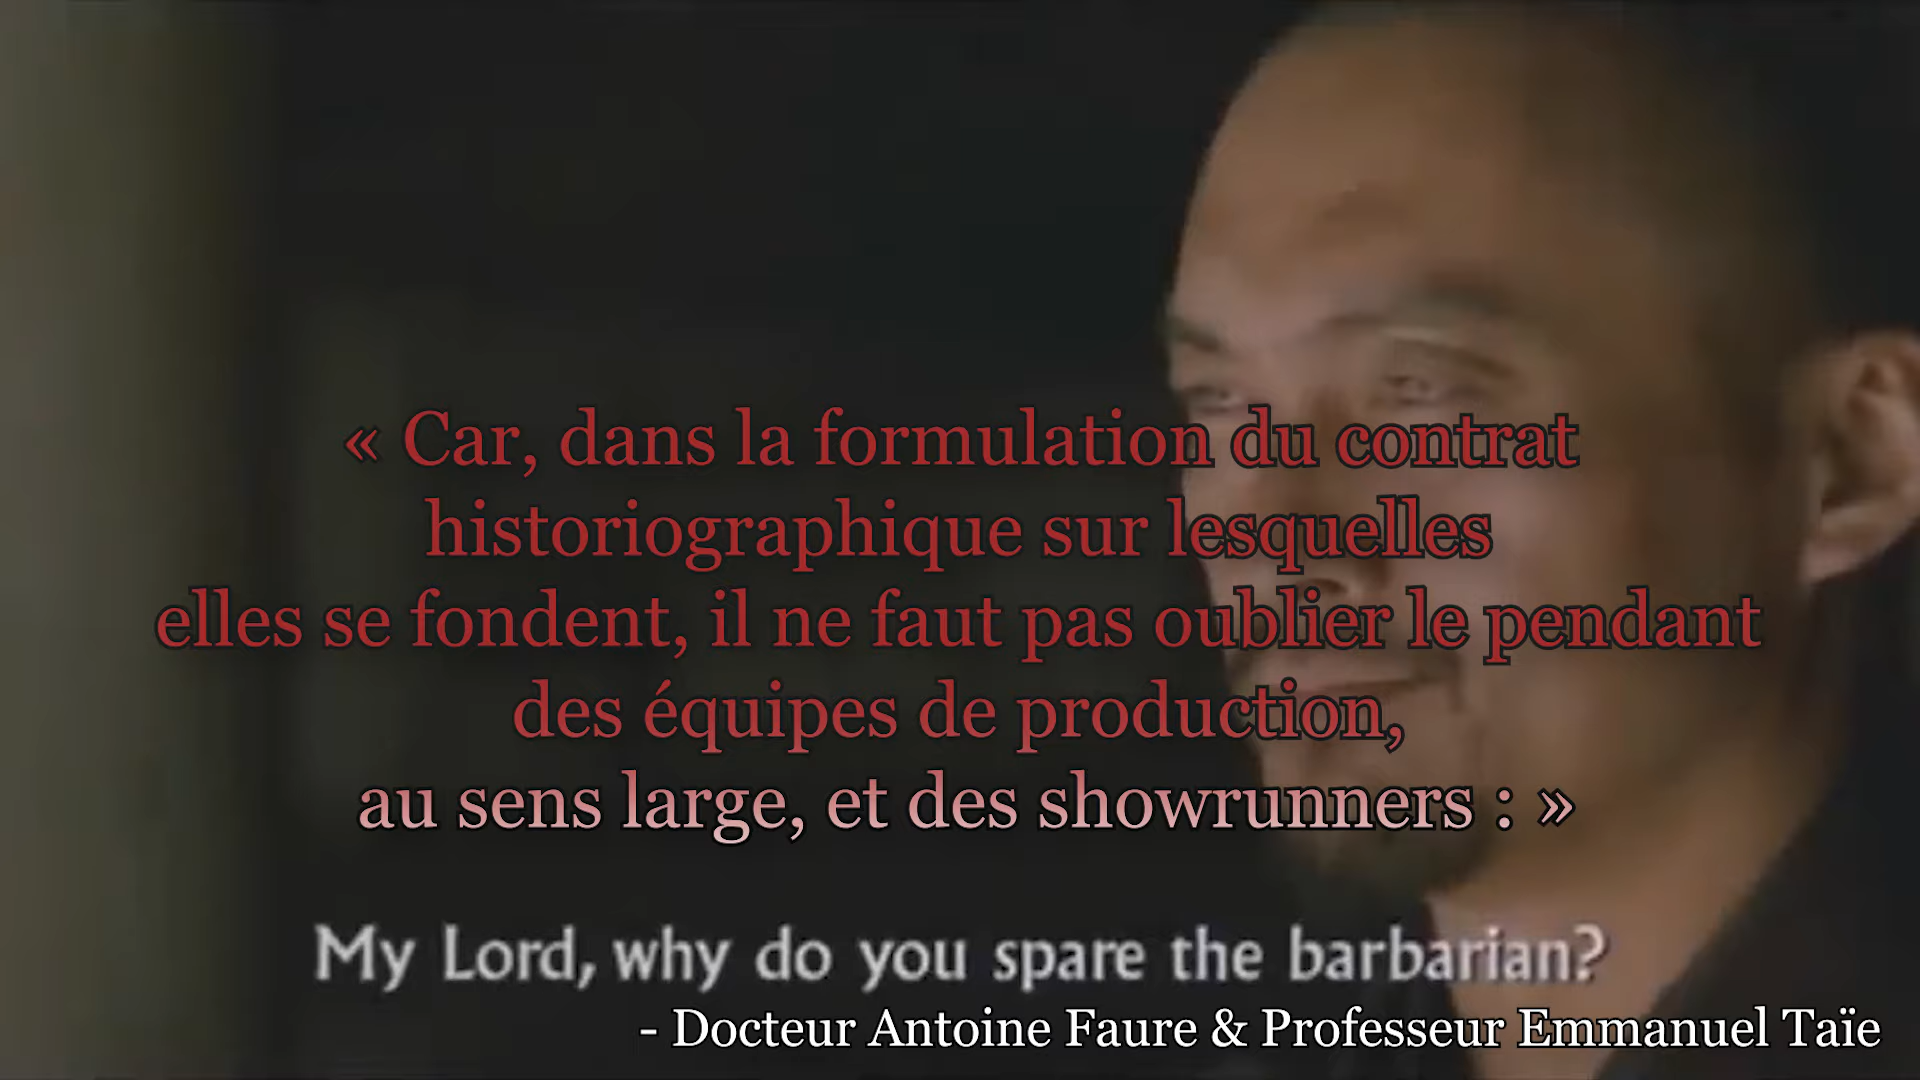 « Car, dans la formulation du contrat
historiographique sur lesquelles
elles se fondent, il ne faut pas oublier le pendant
des équipes de production,
au sens large, et des showrunners : »
My Lord, why do you spare the barbarian?
- Docteur Antoine Faure & Professeur Emmanuel Taïe